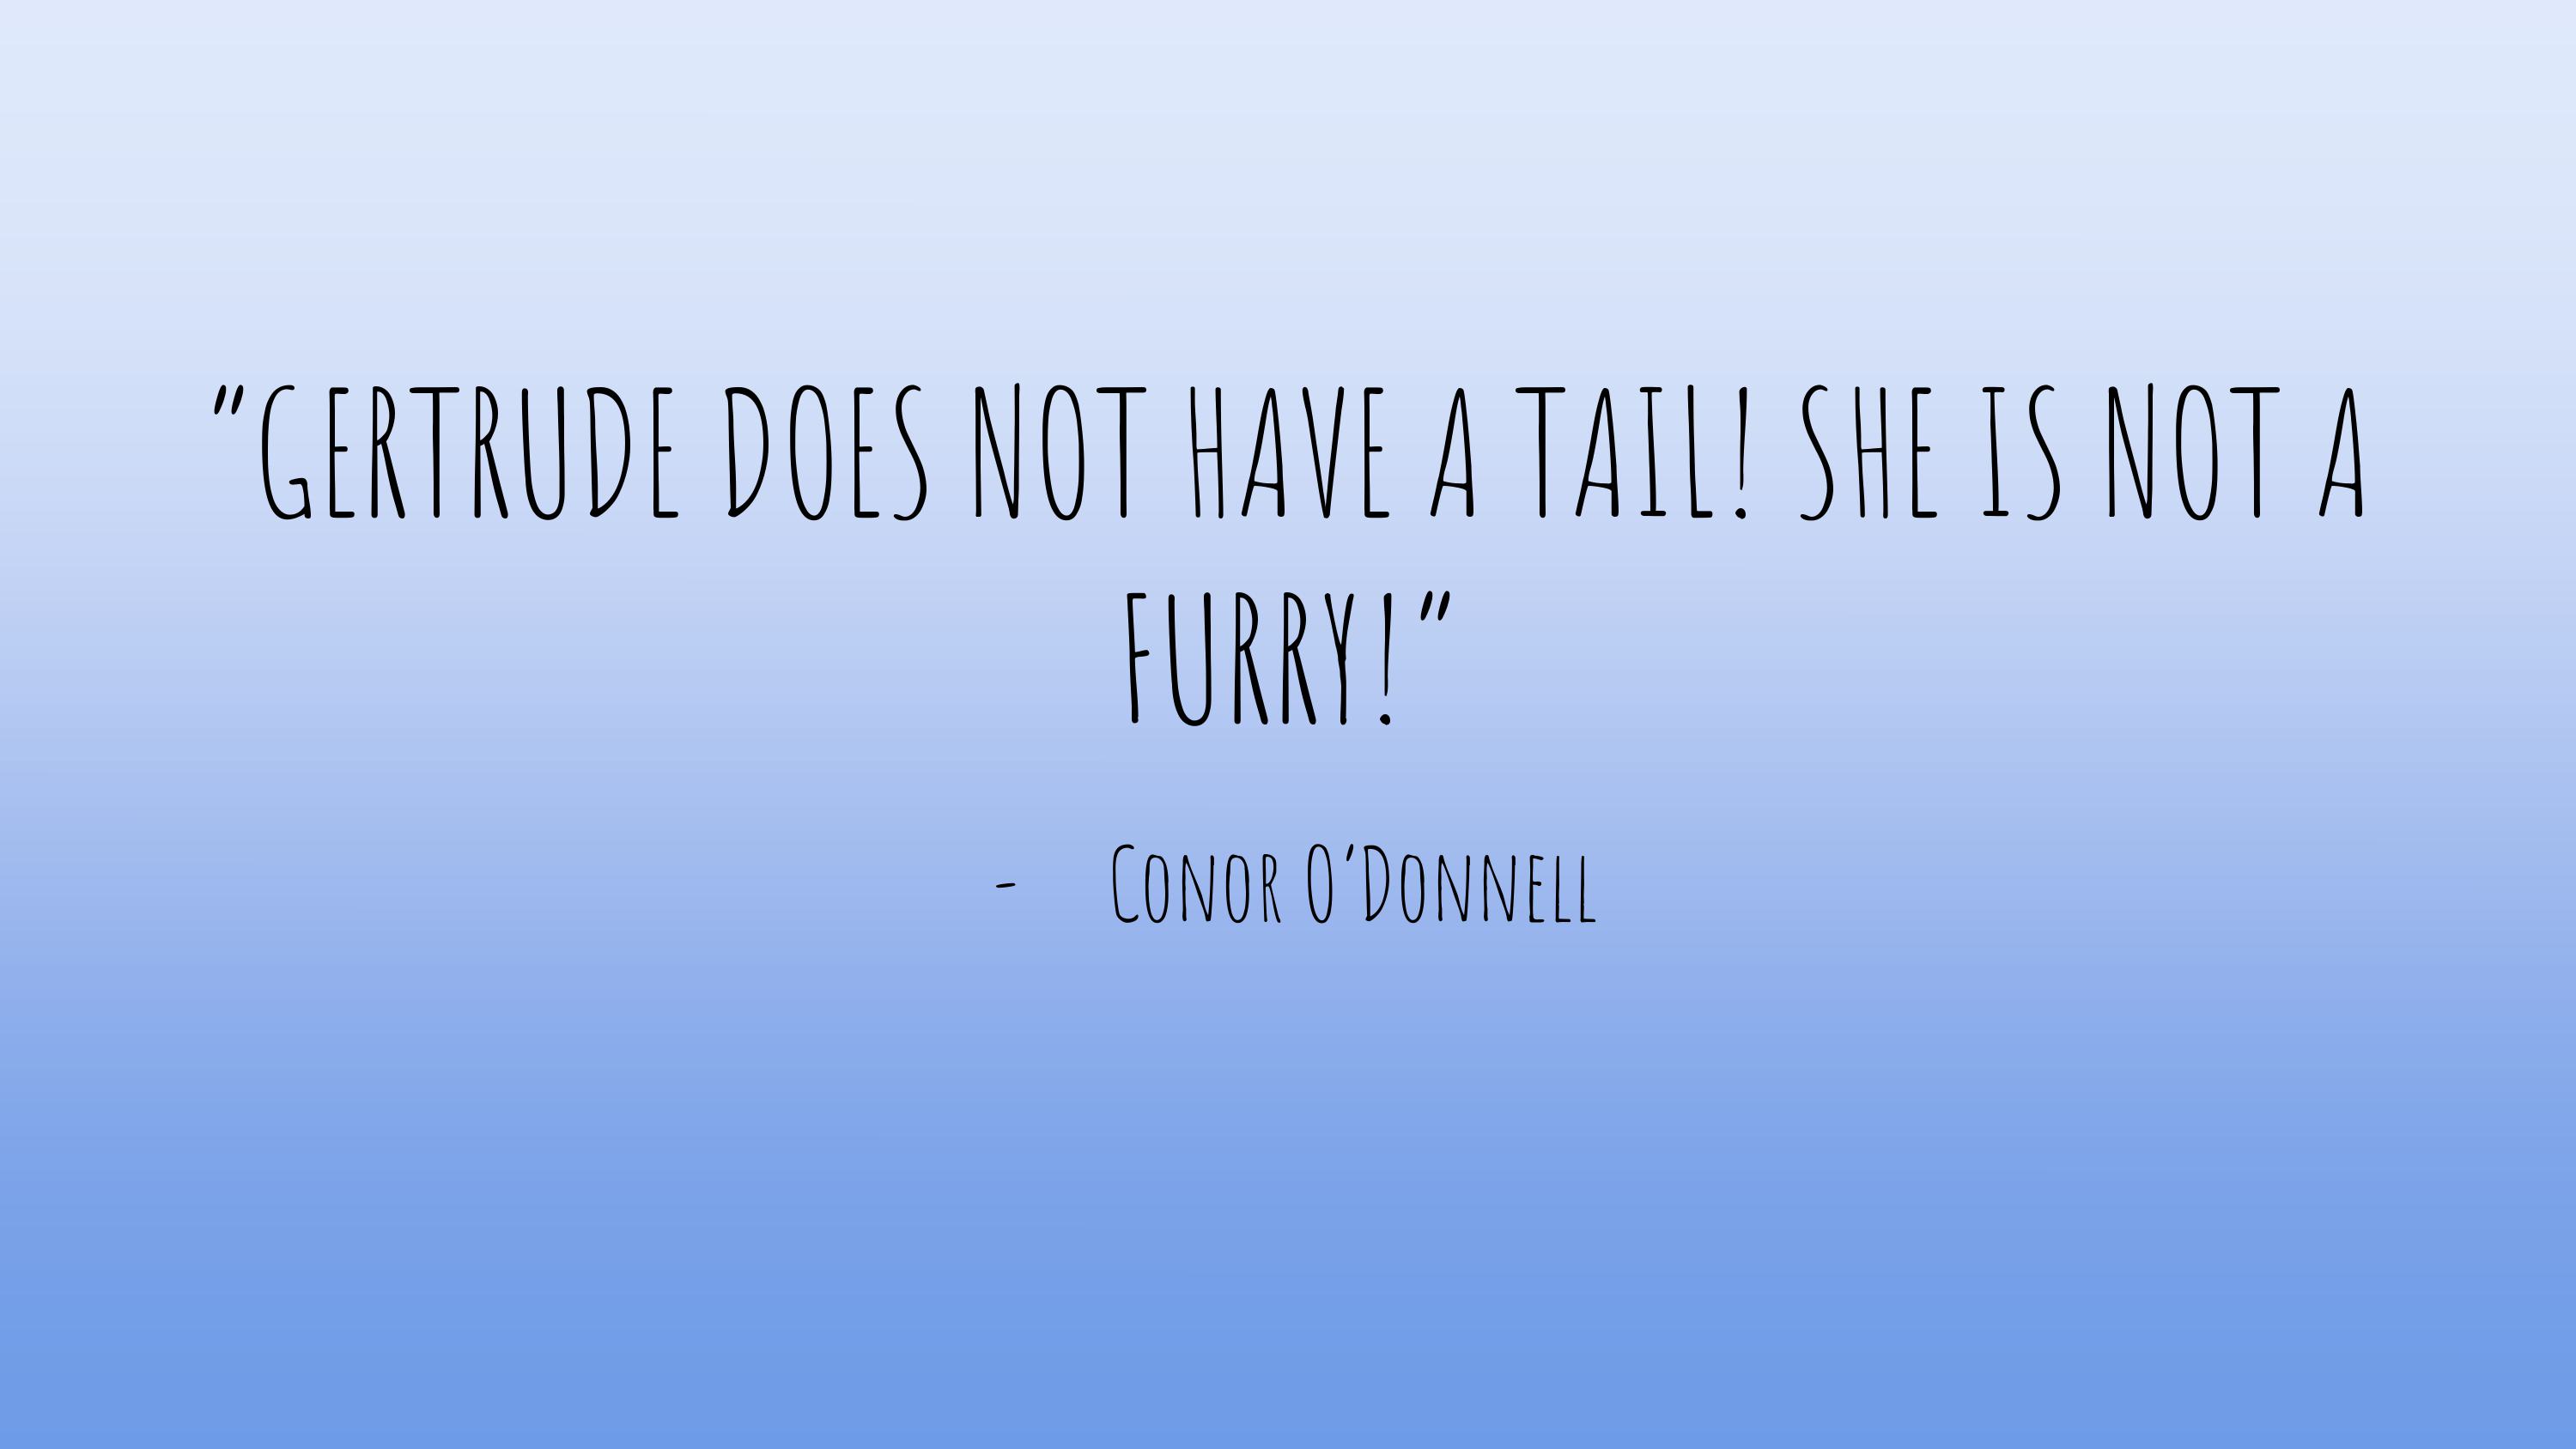 ”Gertrude does not have a tail! She is not a
furry!”
- Conor O’Donnell